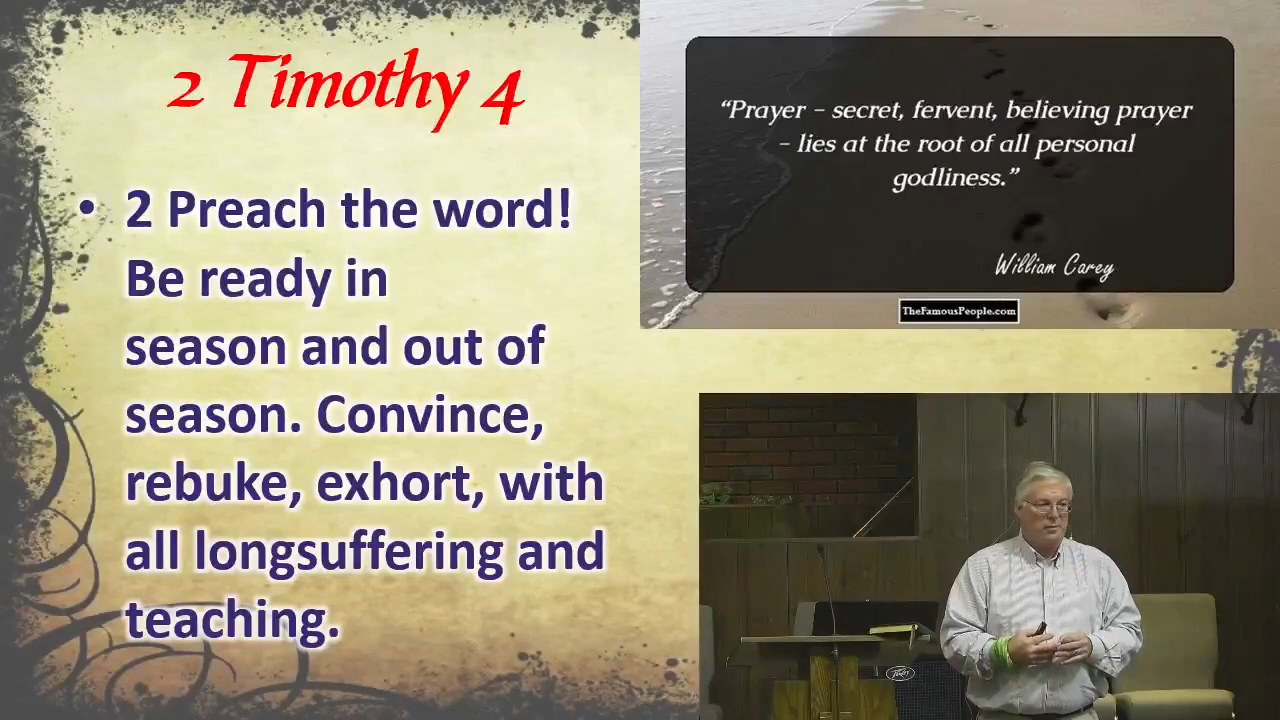 2 Timothy 4
• 2 Preach the word!
Be ready in
season and out of
season. Convince,
rebuke, exhort, with
all longsuffering and
teaching.
“Prayer – secret, fervent, believing prayer
– lies at the root of all personal
godliness.”
William Carey
TheFamousPeople.com
PEAVEY